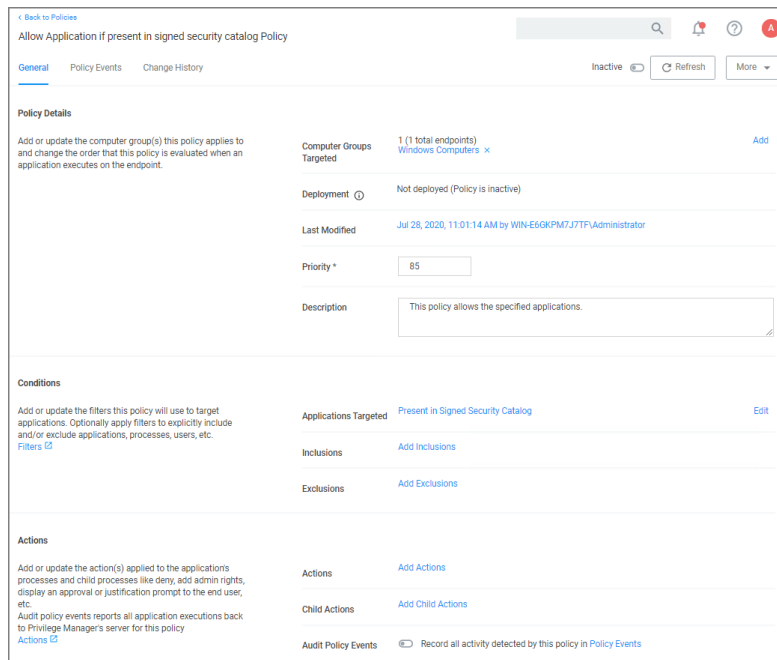 Back to Policies
Allow Application if present in signed security catalog Policy
A
General Policy Events Change History Inactive Refresh More
Policy Details
Add or update the computer group(s) this policy applies to
and change the order that this policy is evaluated when an
application executes on the endpoint.
Computer Groups
Targeted
1 (1 total endpoints)
Windows Computers ×
Add
Deployment
Not deployed (Policy is inactive)
Last Modified
Jul 28, 2020, 11:01:14 AM by WIN-E6GKPM7J7TF\Administrator
Priority *
85
Description
This policy allows the specified applications.
Conditions
Add or update the filters this policy will use to target
applications. Optionally apply filters to explicitly include
and/or exclude applications, processes, users, etc.
Filters
Applications Targeted
Present in Signed Security Catalog
Edit
Inclusions
Add Inclusions
Exclusions
Add Exclusions
Actions
Add or update the action(s) applied to the application's
processes and child processes like deny, add admin rights,
display an approval or justification prompt to the end user,
etc.
Audit policy events reports all application executions back
to Privilege Manager's server for this policy
Actions
Actions
Add Actions
Child Actions
Add Child Actions
Audit Policy Events
Record all activity detected by this policy in Policy Events